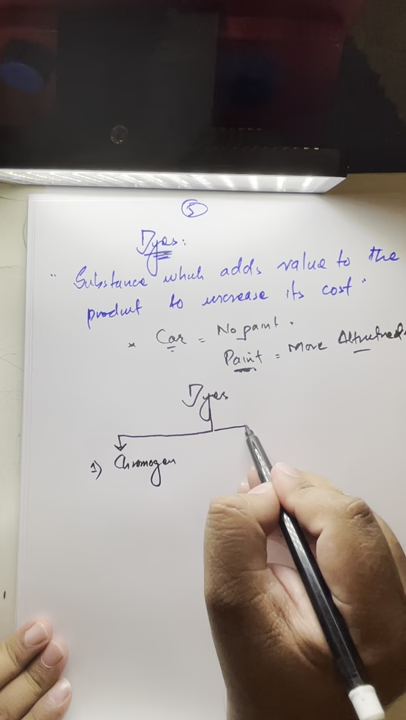 5
Dyes:
"Substance which adds value to the
product to increase its cost"
* Car = No paint.
Paint = More
Dyes
1) Chromogen